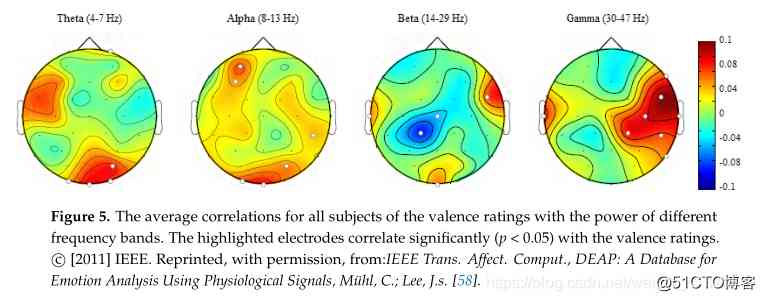 Theta (4-7 Hz) Alpha (8-13 Hz) Beta (14-29 Hz) Gamma (30-47 Hz)
0.1
0.08
0.04
0
-0.04
-0.08
-0.1
Figure 5. The average correlations for all subjects of the valence ratings with the power of different
frequency bands. The highlighted electrodes correlate significantly (p < 0.05) with the valence ratings.
© [2011] IEEE. Reprinted, with permission, from:IEEE Trans. Affect. Comput., DEAP: A Database for
Emotion Analysis Using Physiological Signals, Mühl, C.; Lee, J.s. [58].
@51CTO博客